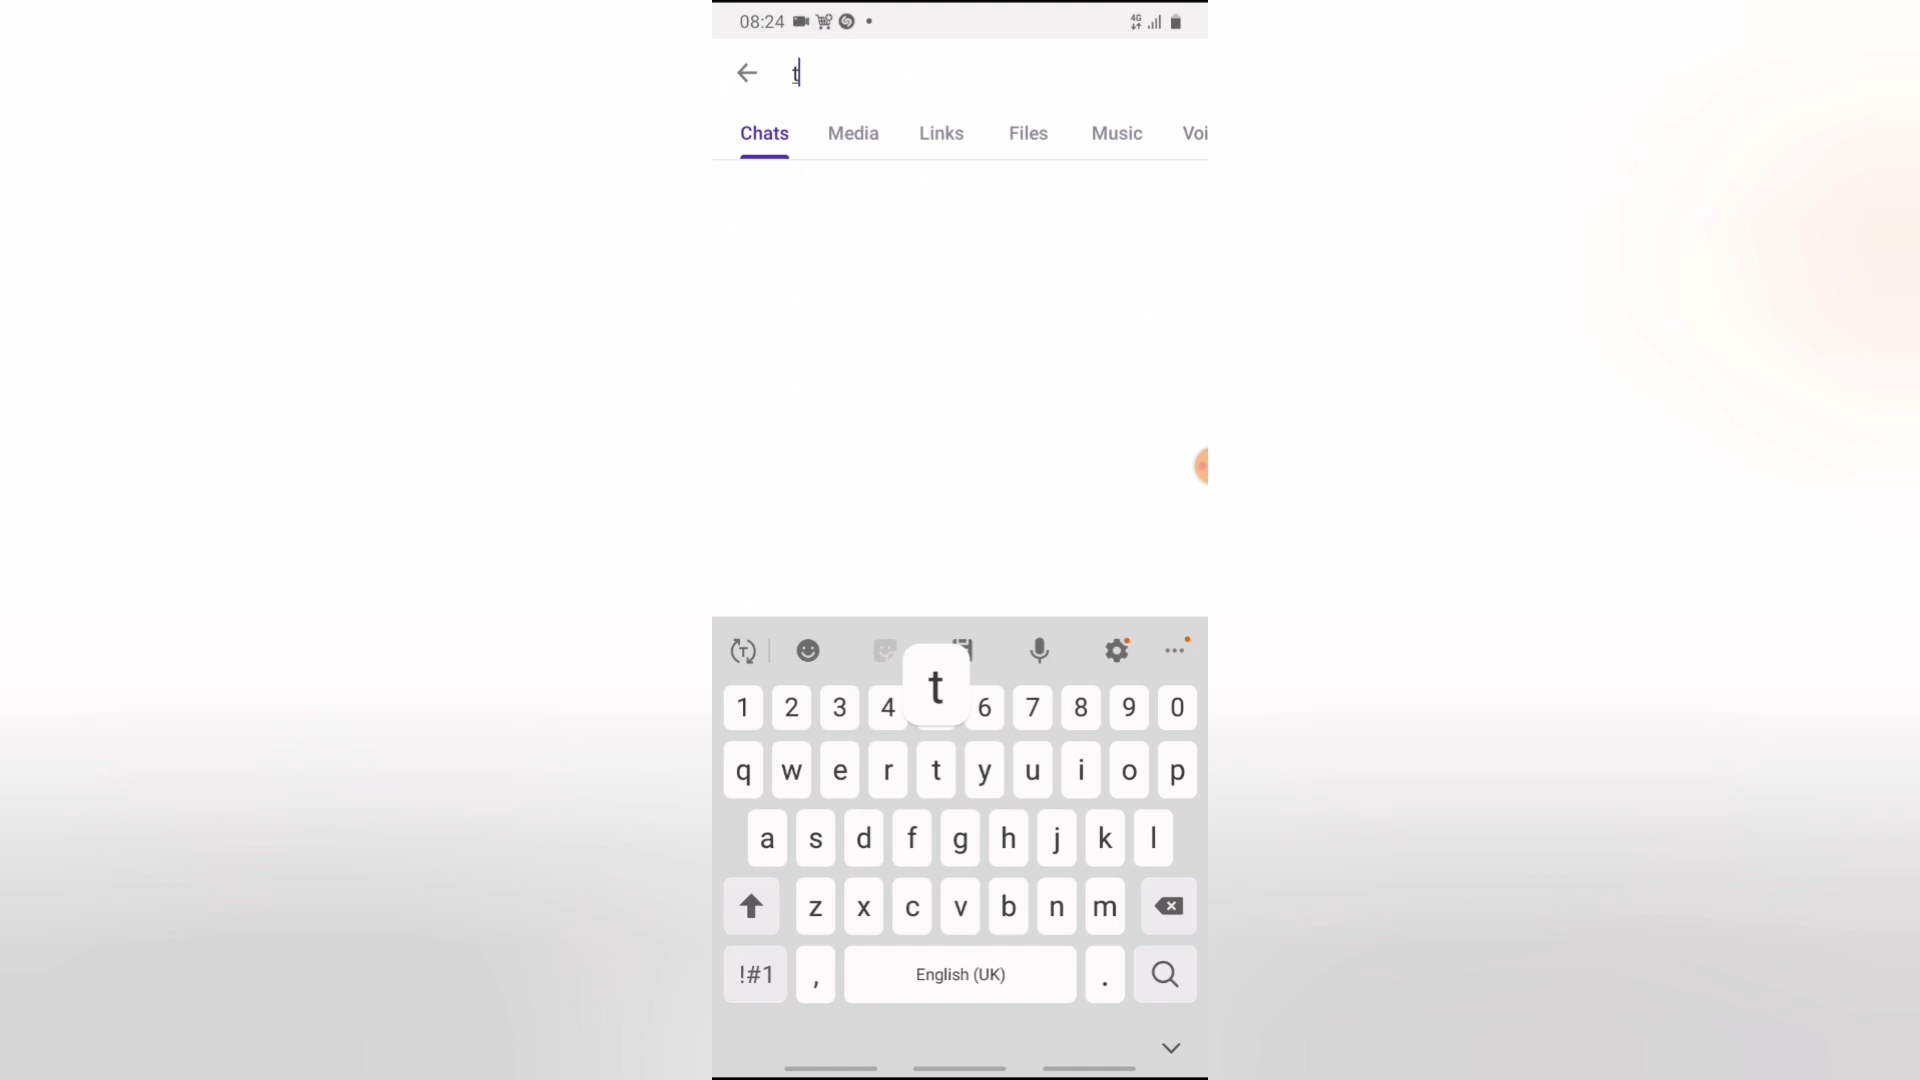 08:24 4G
t
Chats Media Links Files Music Voi
t
1 2 3 4 6 7 8 9 0
q w e r t y u i o p
a s d f g h j k l
z x c v b n m
!#1 , English (UK) .